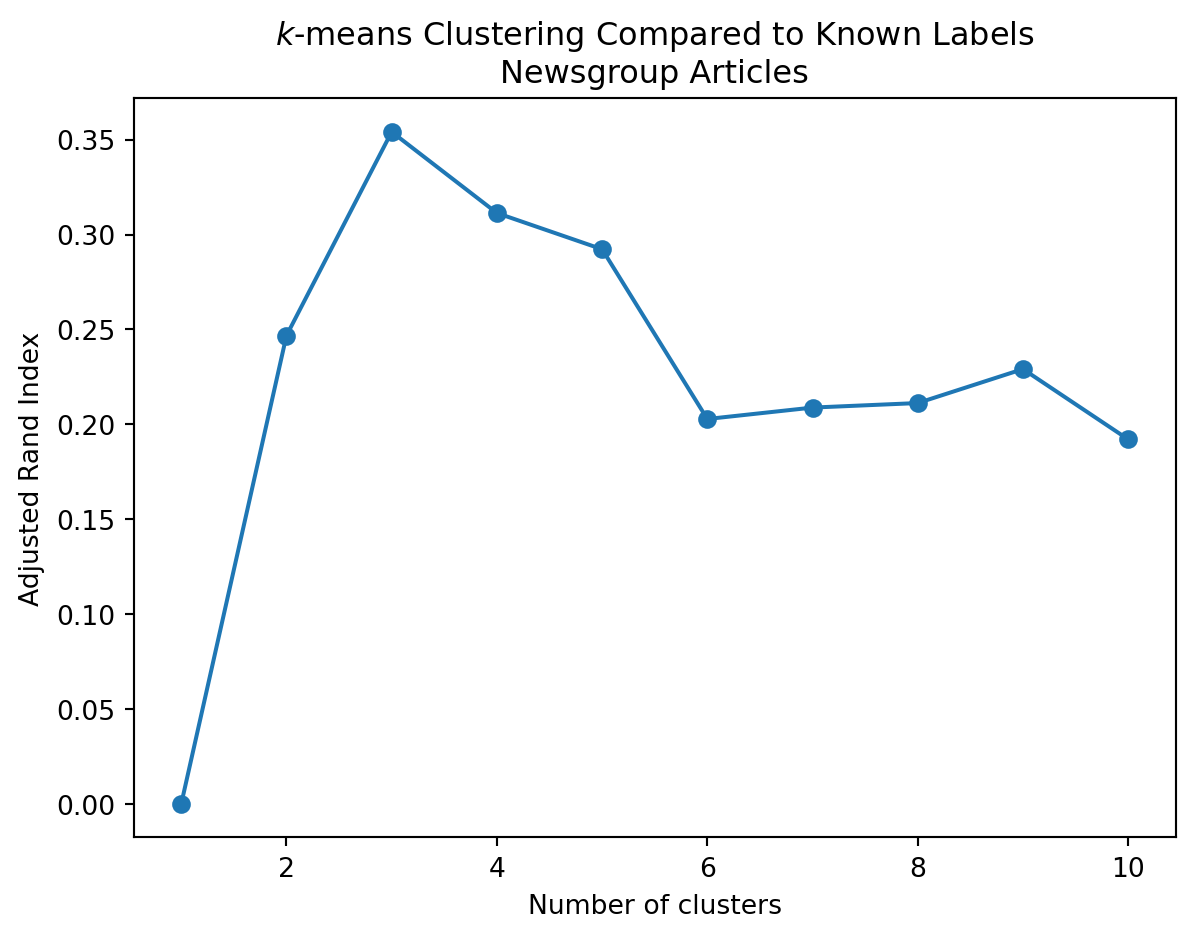 k-means Clustering Compared to Known Labels
Newsgroup Articles
Adjusted Rand Index
0.35
0.30
0.25
0.20
0.15
0.10
0.05
0.00
2 4 6 8 10
Number of clusters